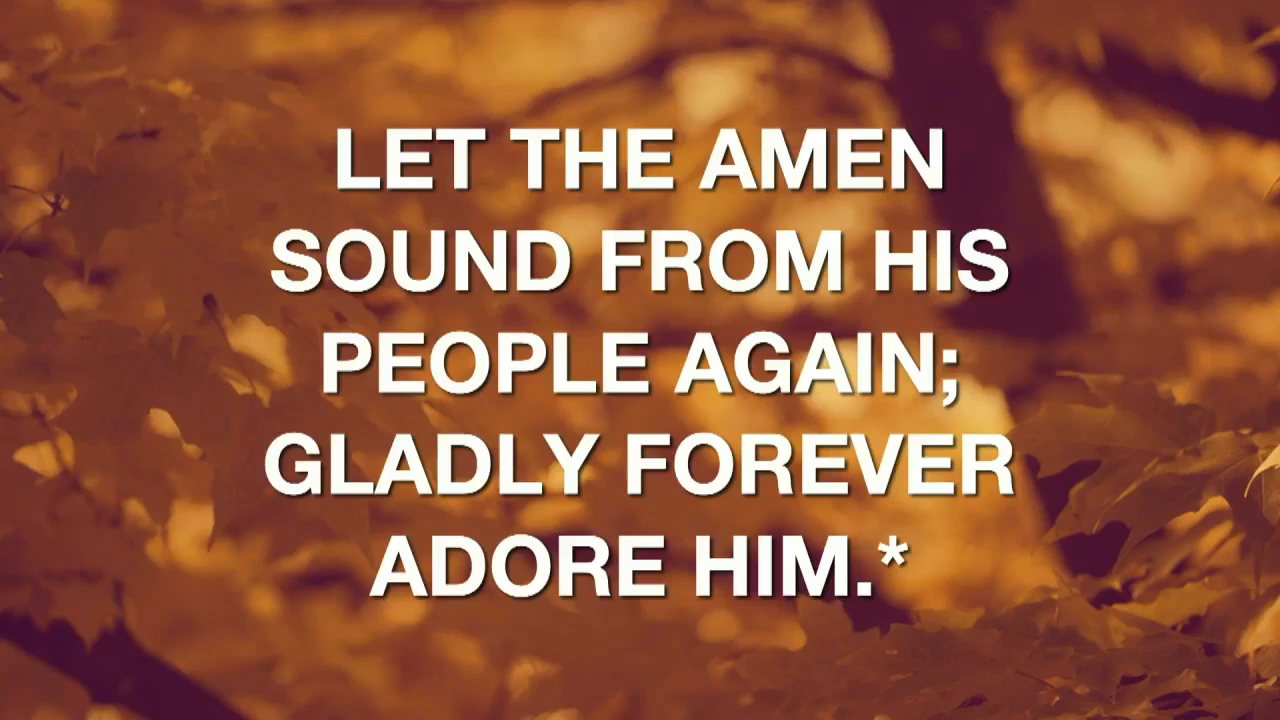 LET THE AMEN
SOUND FROM HIS
PEOPLE AGAIN;
GLADLY FOREVER
ADORE HIM.*